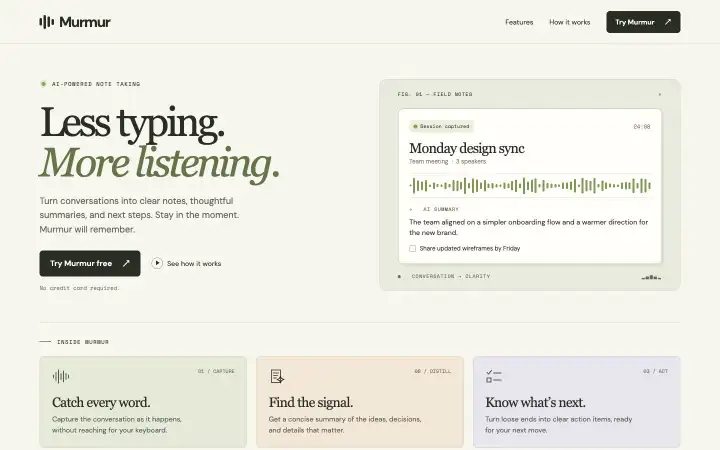 Murmur
Features
How it works
Try Murmur ↗
AI-POWERED NOTE TAKING
Less typing.
More listening.
Turn conversations into clear notes, thoughtful
summaries, and next steps. Stay in the moment.
Murmur will remember.
Try Murmur free ↗
See how it works
No credit card required.
FIG. 01 — FIELD NOTES
Session captured
24:08
Monday design sync
Team meeting · 3 speakers
AI SUMMARY
The team aligned on a simpler onboarding flow and a warmer direction for
the new brand.
Share updated wireframes by Friday
CONVERSATION → CLARITY
INSIDE MURMUR
01 / CAPTURE
Catch every word.
Capture the conversation as it happens,
without reaching for your keyboard.
02 / DISTILL
Find the signal.
Get a concise summary of the ideas, decisions,
and details that matter.
03 / ACT
Know what's next.
Turn loose ends into clear action items, ready
for your next move.